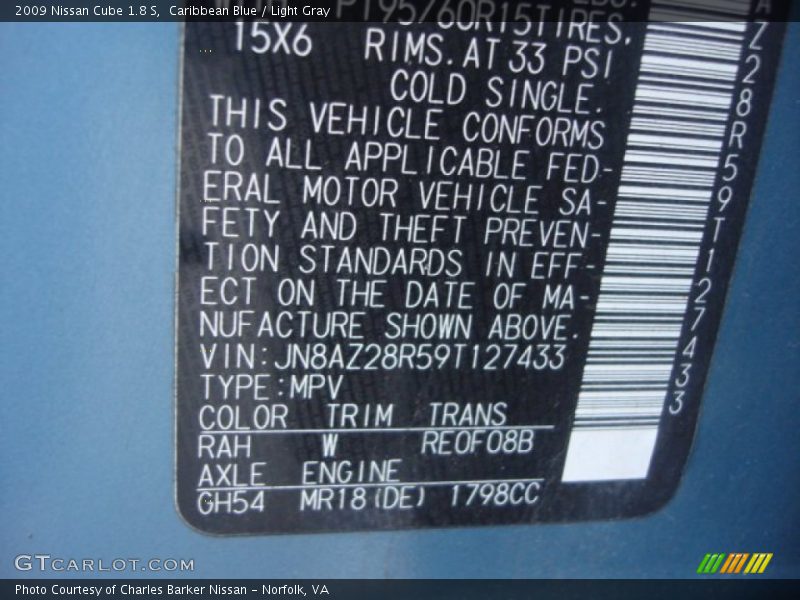 2009 Nissan Cube 1.8 S,  Caribbean Blue / Light Gray
15X6 RIMS. AT 33 PSI
COLD SINGLE.
THIS VEHICLE CONFORMS
TO ALL APPLICABLE FED-
ERAL MOTOR VEHICLE SA-
FETY AND THEFT PREVEN-
TION STANDARDS IN EFF-
ECT ON THE DATE OF MA-
NUFACTURE SHOWN ABOVE.
VIN:JN8AZ28R59T127433
TYPE:MPV
COLOR TRIM TRANS
RAH W RE0F08B
AXLE ENGINE
GH54 MR18(DE) 1798CC
Z28R59T127433
GTCARLOT.COM
Photo Courtesy of Charles Barker Nissan - Norfolk, VA